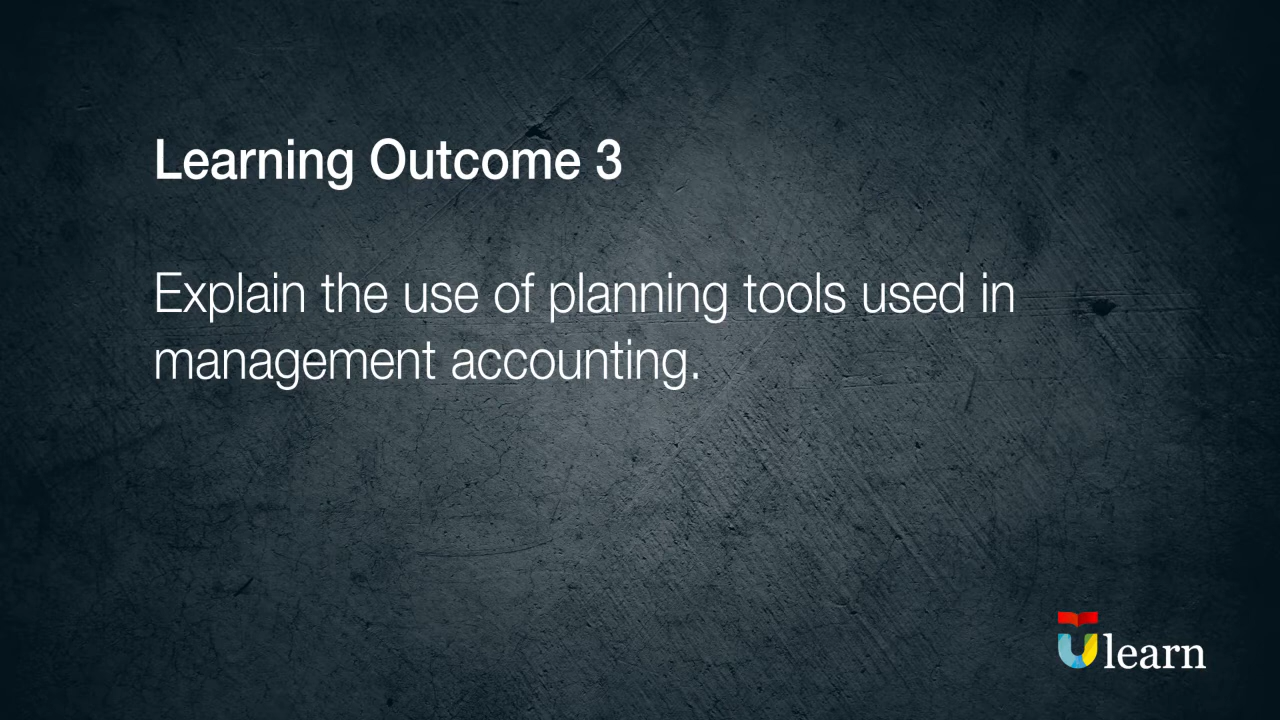 Learning Outcome 3
Explain the use of planning tools used in
management accounting.
learn